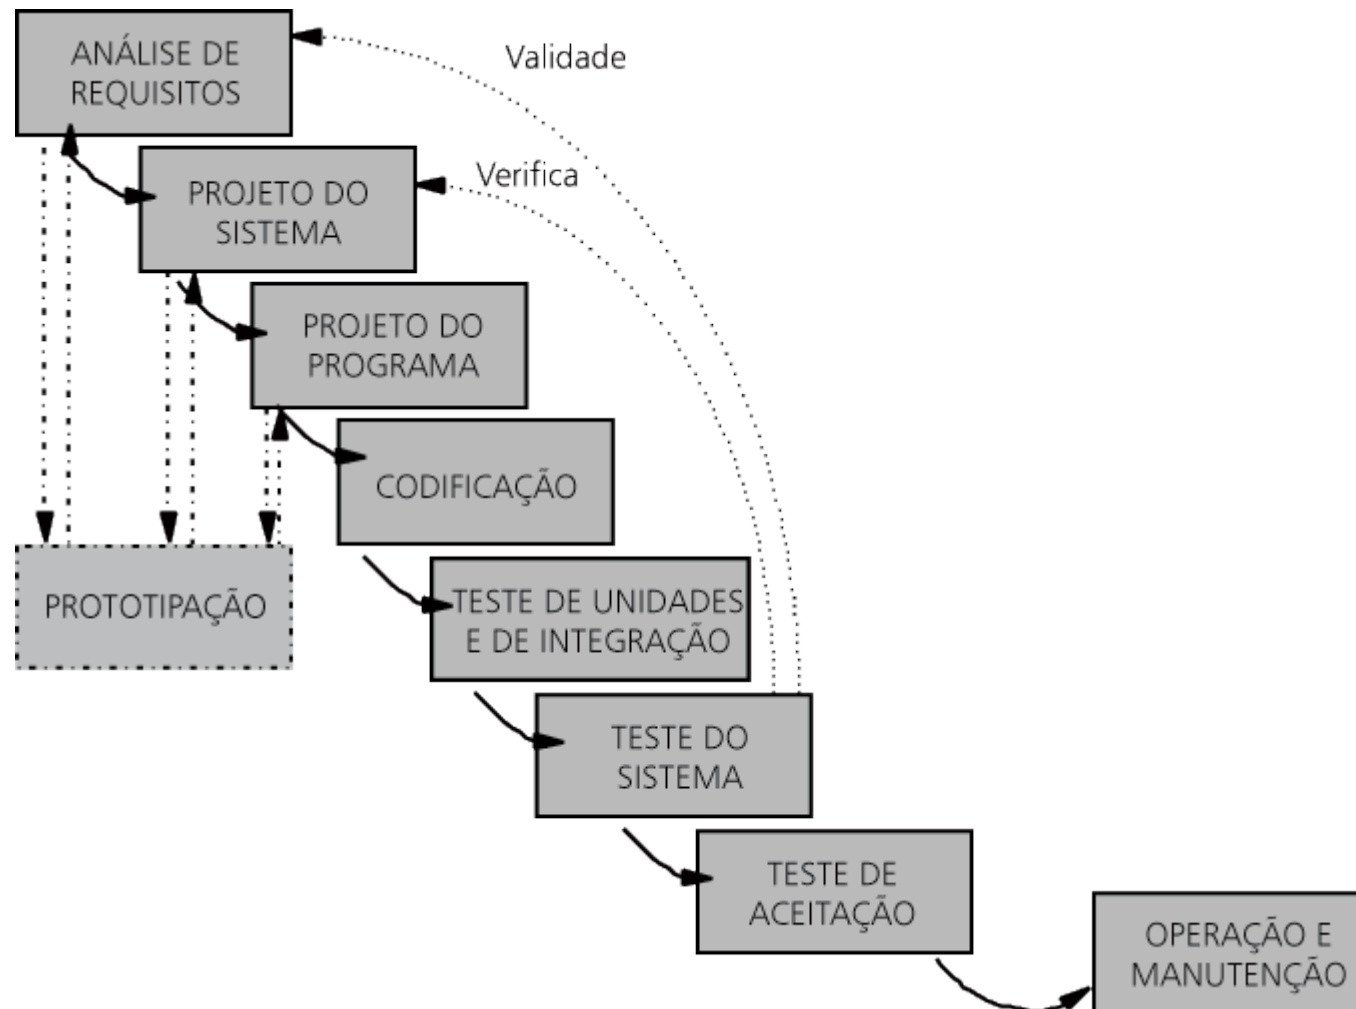 ANÁLISE DE
REQUISITOS
Validade
PROJETO DO
SISTEMA
Verifica
PROJETO DO
PROGRAMA
CODIFICAÇÃO
PROTOTIPAÇÃO
TESTE DE UNIDADES
E DE INTEGRAÇÃO
TESTE DO
SISTEMA
TESTE DE
ACEITAÇÃO
OPERAÇÃO E
MANUTENÇÃO